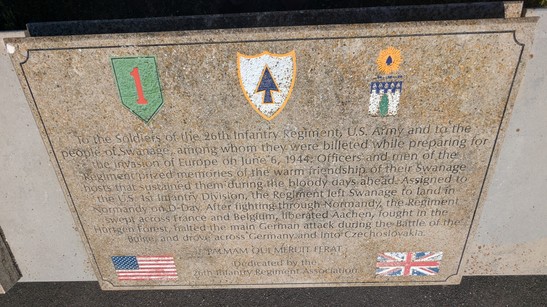 1
To the Soldiers of the 26th Infantry Regiment, U.S. Army and to the
people of Swanage, among whom they were billeted while preparing for
the invasion of Europe on June 6, 1944. Officers and men of the
Regiment prized memories of the warm friendship of their Swanage
hosts that sustained them during the bloody days ahead. Assigned to
the U.S. 1st Infantry Division, the Regiment left Swanage to land in
Normandy on D-Day. After fighting through Normandy, the Regiment
swept across France and Belgium, liberated Aachen, fought in the
Hürtgen Forest, halted the main German attack during the Battle of the
Bulge, and drove across Germany and into Czechoslovakia.
PALMAM QUI MERUIT FERAT
Dedicated by the
26th Infantry Regiment Association